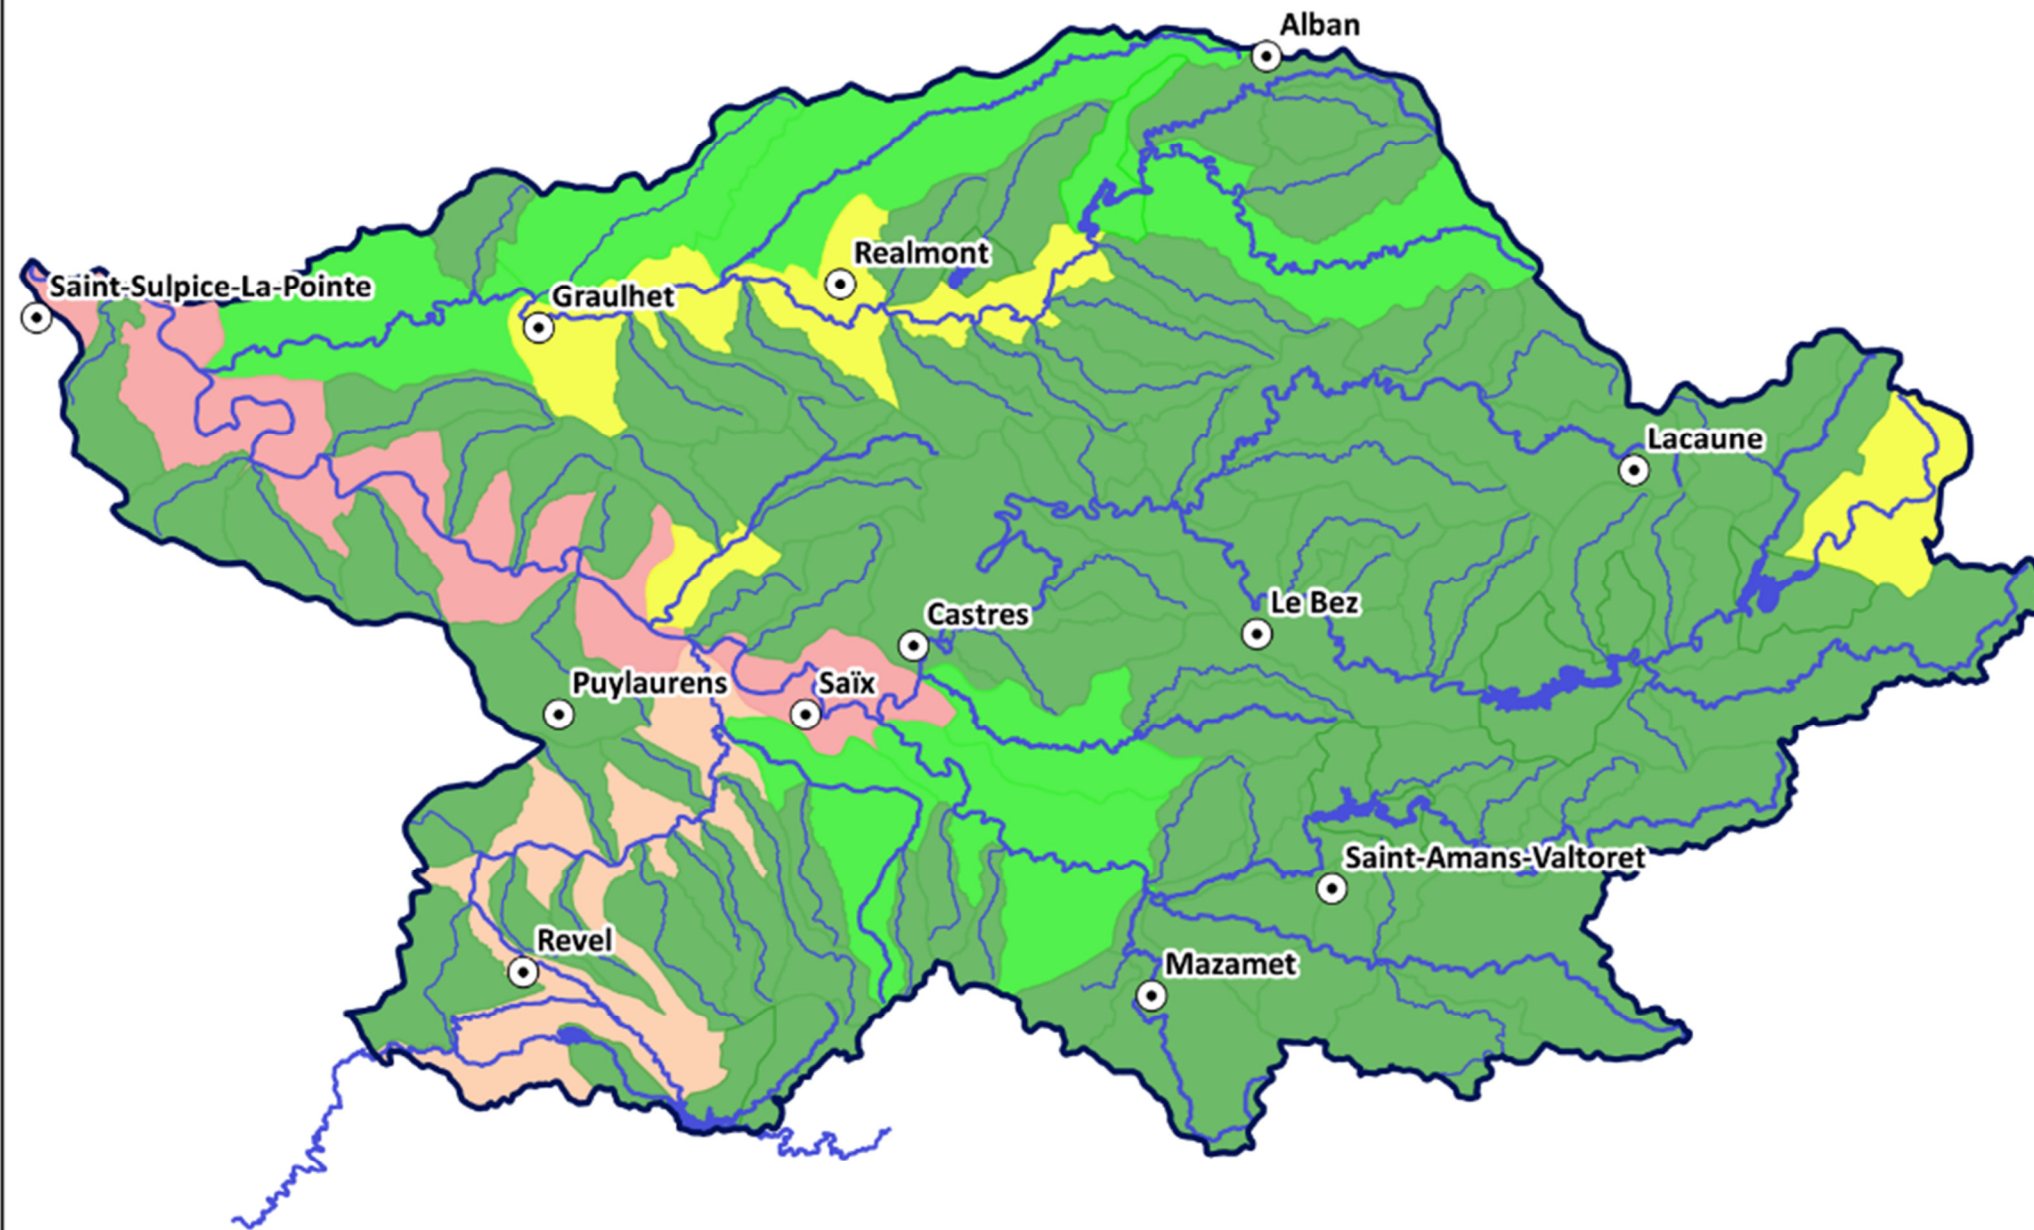 Alban
Realmont
Saint-Sulpice-La-Pointe
Graulhet
Lacaune
Le Bez
Castres
Puylaurens
Saïx
Saint-Amans-Valtoret
Revel
Mazamet